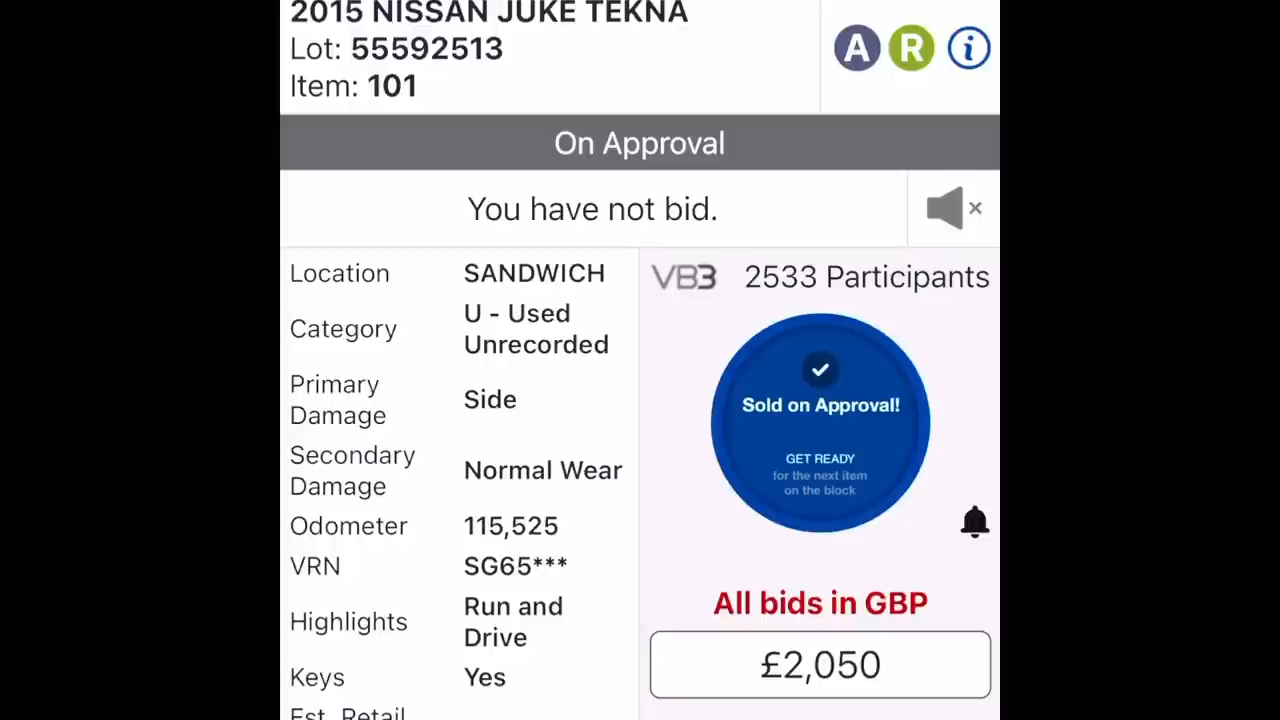 2015 NISSAN JUKE TEKNA
Lot: 55592513
Item: 101
A R i
On Approval
You have not bid.
Location SANDWICH
Category U - Used
Unrecorded
Primary
Damage Side
Secondary
Damage Normal Wear
Odometer 115,525
VRN SG65***
Highlights Run and
Drive
Keys Yes
Est. Retail
VB3 2533 Participants
Sold on Approval!
GET READY
for the next item
on the block
All bids in GBP
£2,050